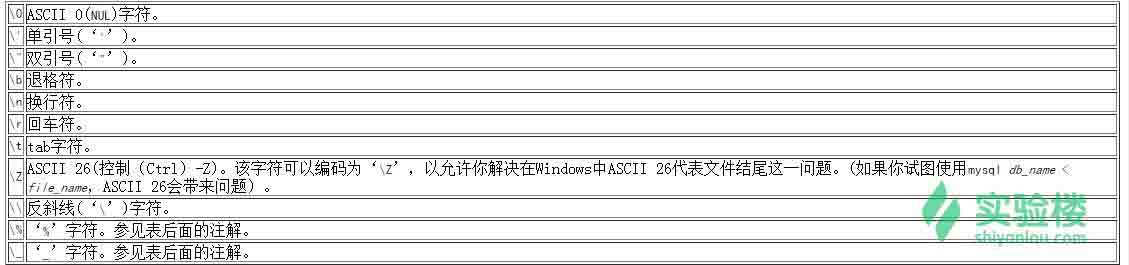 \0 ASCII 0(NUL)字符。
\' 单引号(‘'’)。
\" 双引号(‘"’)。
\b 退格符。
\n 换行符。
\r 回车符。
\t tab字符。
\Z ASCII 26(控制（Ctrl）-Z)。该字符可以编码为‘\Z’，以允许你解决在Windows中ASCII 26代表文件结尾这一问题。(如果你试图使用mysql db_name <
file_name，ASCII 26会带来问题)。
\\ 反斜线(‘\’)字符。
\% ‘%’字符。参见表后面的注解。
\_ ‘_’字符。参见表后面的注解。
实验楼
shiyanlou.com